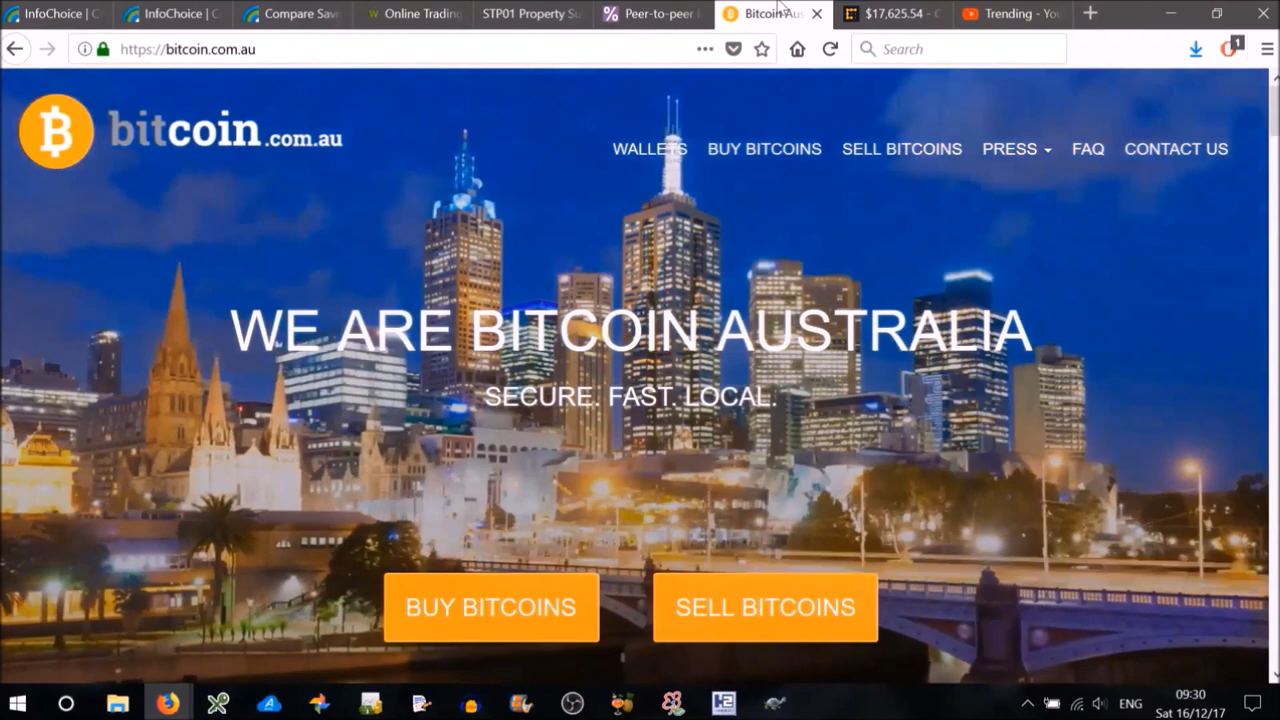 InfoChoice | C
InfoChoice | C
Compare Savi
Online Trading
STP01 Property Su
Peer-to-peer l
Bitcoin Aus
$17,625.54 - C
Trending - You
https://bitcoin.com.au
Search
1
bitcoin.com.au
WALLETS
BUY BITCOINS
SELL BITCOINS
PRESS
FAQ
CONTACT US
WE ARE BITCOIN AUSTRALIA
SECURE. FAST. LOCAL.
BUY BITCOINS
SELL BITCOINS
ENG
09:30
Sat 16/12/17